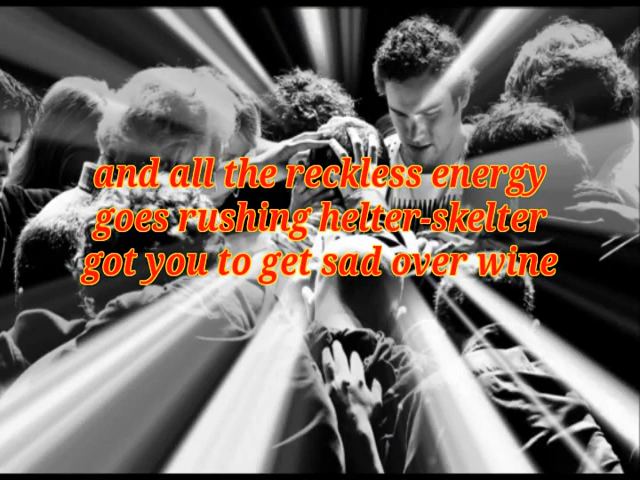 and all the reckless energy
goes rushing helter-skelter
got you to get sad over wine